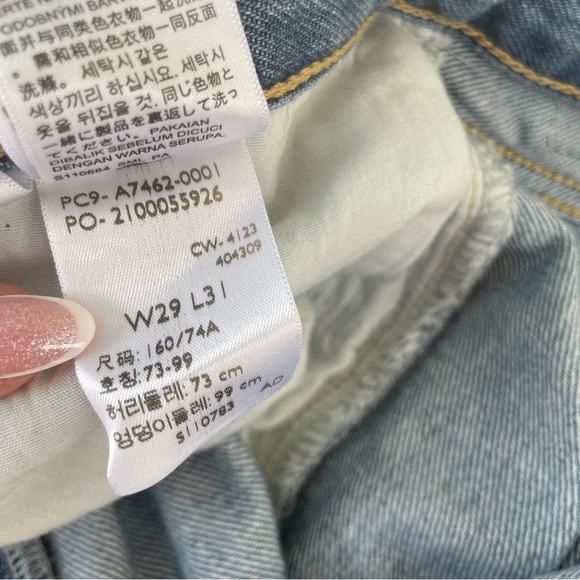 ODOBNYMI
面并与同类色衣物一起
. 雾和相似色衣物一同
洗滌. 세탁시 같은
색상끼리 하십시오. 세탁시
옷을 뒤집을 것. 同じ色物と
一緒に製品を裏返して洗っ
てください. PAKAIAN
DIBALIK SEBELUM DICUCI
DENGAN WARNA SERUPA.
PC9- A7462-0001
PO- 2100055926
CW- 4123
404309
W29 L31
尺码: 160/74A
호칭: 73-99
허리둘레: 73 cm
엉덩이둘레: 99 cm
S110783 AD